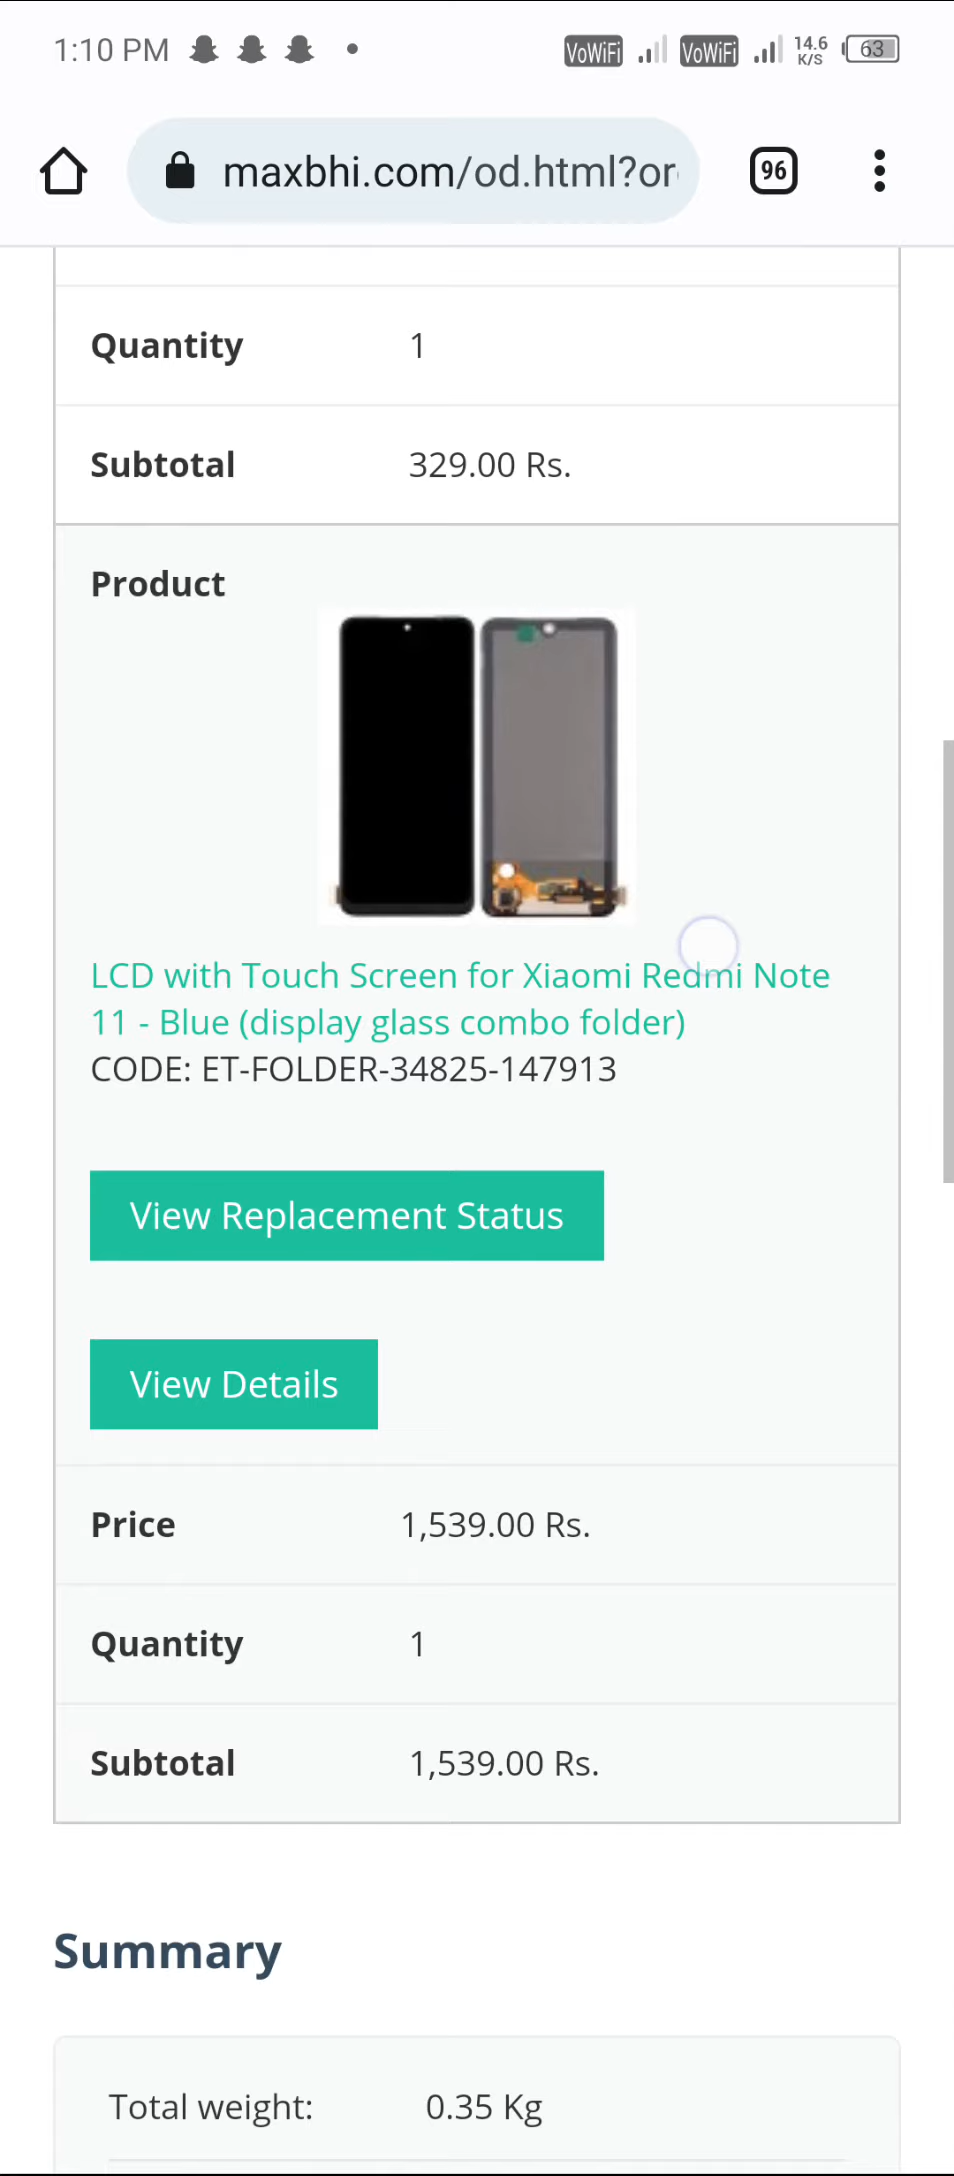 1:10 PM
VoWiFi VoWiFi 14.6 K/S 63
maxbhi.com/od.html?or
96
Quantity 1
Subtotal 329.00 Rs.
Product
LCD with Touch Screen for Xiaomi Redmi Note
11 - Blue (display glass combo folder)
CODE: ET-FOLDER-34825-147913
View Replacement Status
View Details
Price 1,539.00 Rs.
Quantity 1
Subtotal 1,539.00 Rs.
Summary
Total weight: 0.35 Kg